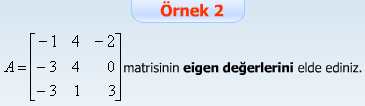 Örnek 2
-1 4 -2
A = -3 4 0 matrisinin eigen değerlerini elde ediniz.
-3 1 3